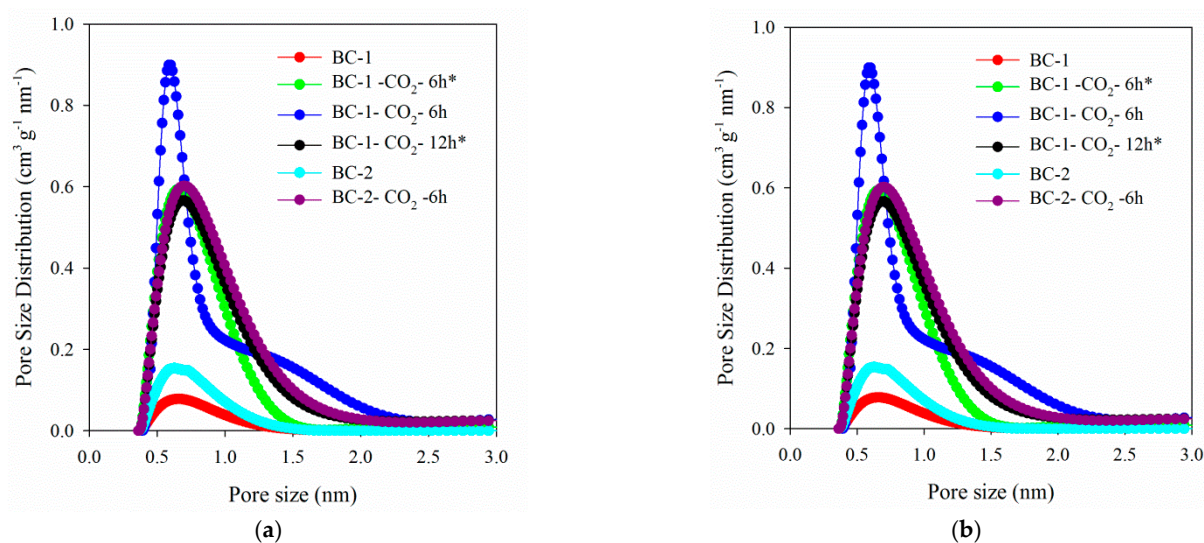 1.0
0.8
0.6
0.4
0.2
0.0
Pore Size Distribution (cm³ g⁻¹ nm⁻¹)
BC-1
BC-1 -CO₂- 6h*
BC-1- CO₂- 6h
BC-1- CO₂- 12h*
BC-2
BC-2- CO₂ -6h
0.0 0.5 1.0 1.5 2.0 2.5 3.0
Pore size (nm)
(a)
1.0
0.8
0.6
0.4
0.2
0.0
Pore Size Distribution (cm³ g⁻¹ nm⁻¹)
BC-1
BC-1 -CO₂- 6h*
BC-1- CO₂- 6h
BC-1- CO₂- 12h*
BC-2
BC-2- CO₂ -6h
0.0 0.5 1.0 1.5 2.0 2.5 3.0
Pore size (nm)
(b)